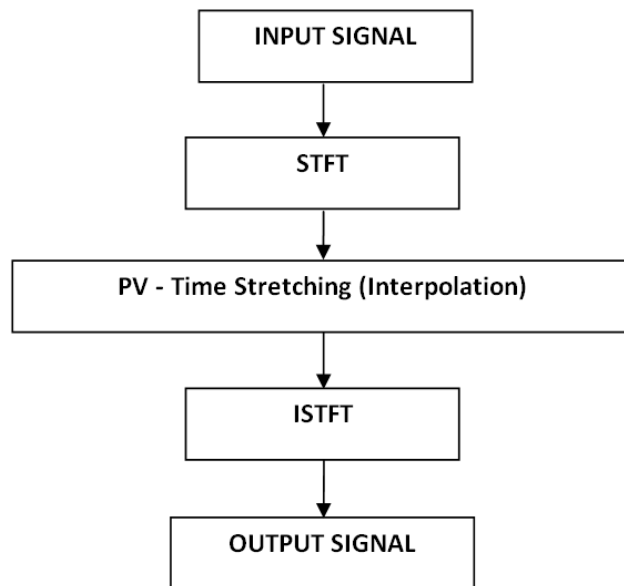 INPUT SIGNAL
STFT
PV - Time Stretching (Interpolation)
ISTFT
OUTPUT SIGNAL